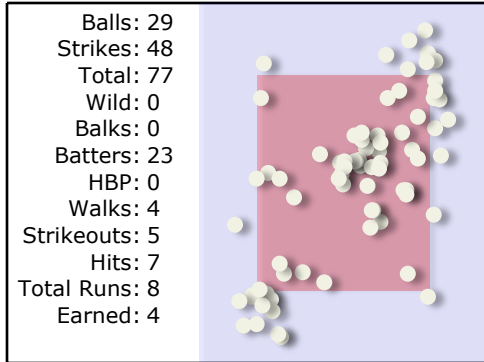 Balls: 29
Strikes: 48
Total: 77
Wild: 0
Balks: 0
Batters: 23
HBP: 0
Walks: 4
Strikeouts: 5
Hits: 7
Total Runs: 8
Earned: 4